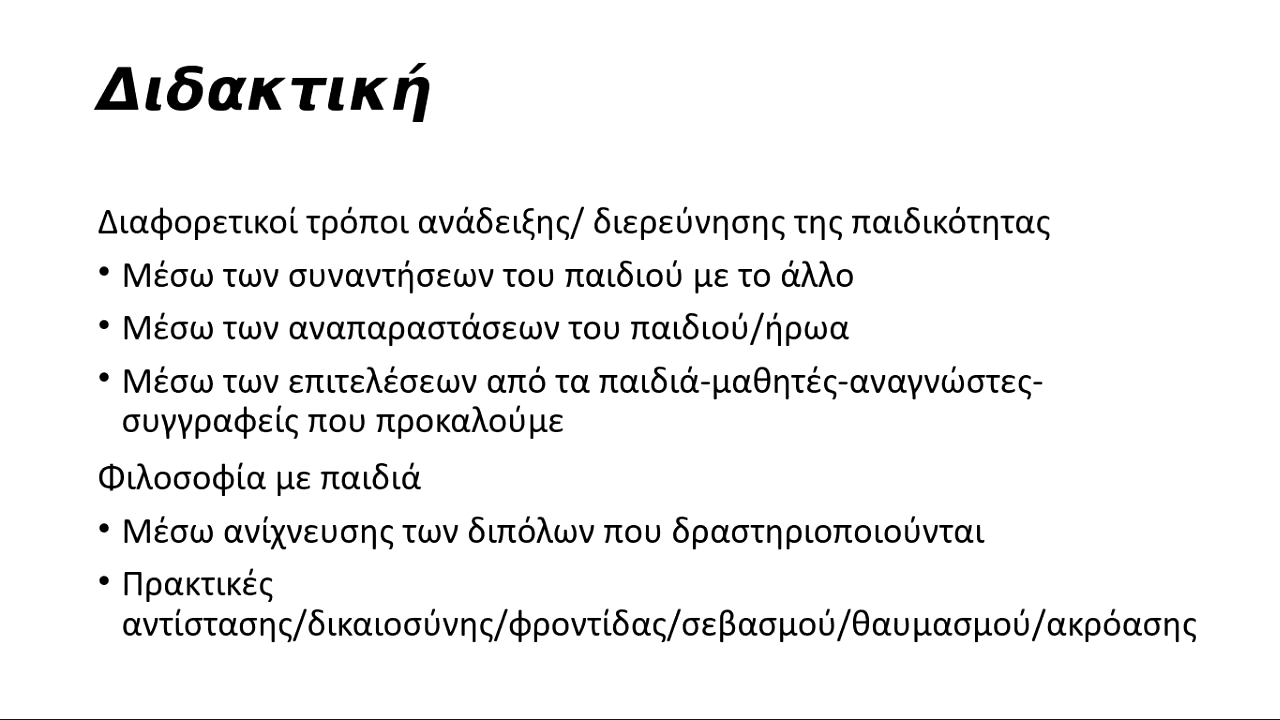 Διδακτική
Διαφορετικοί τρόποι ανάδειξης/ διερεύνησης της παιδικότητας
• Μέσω των συναντήσεων του παιδιού με το άλλο
• Μέσω των αναπαραστάσεων του παιδιού/ήρωα
• Μέσω των επιτελέσεων από τα παιδιά-μαθητές-αναγνώστες-
συγγραφείς που προκαλούμε
Φιλοσοφία με παιδιά
• Μέσω ανίχνευσης των διπόλων που δραστηριοποιούνται
• Πρακτικές
αντίστασης/δικαιοσύνης/φροντίδας/σεβασμού/θαυμασμού/ακρόασης